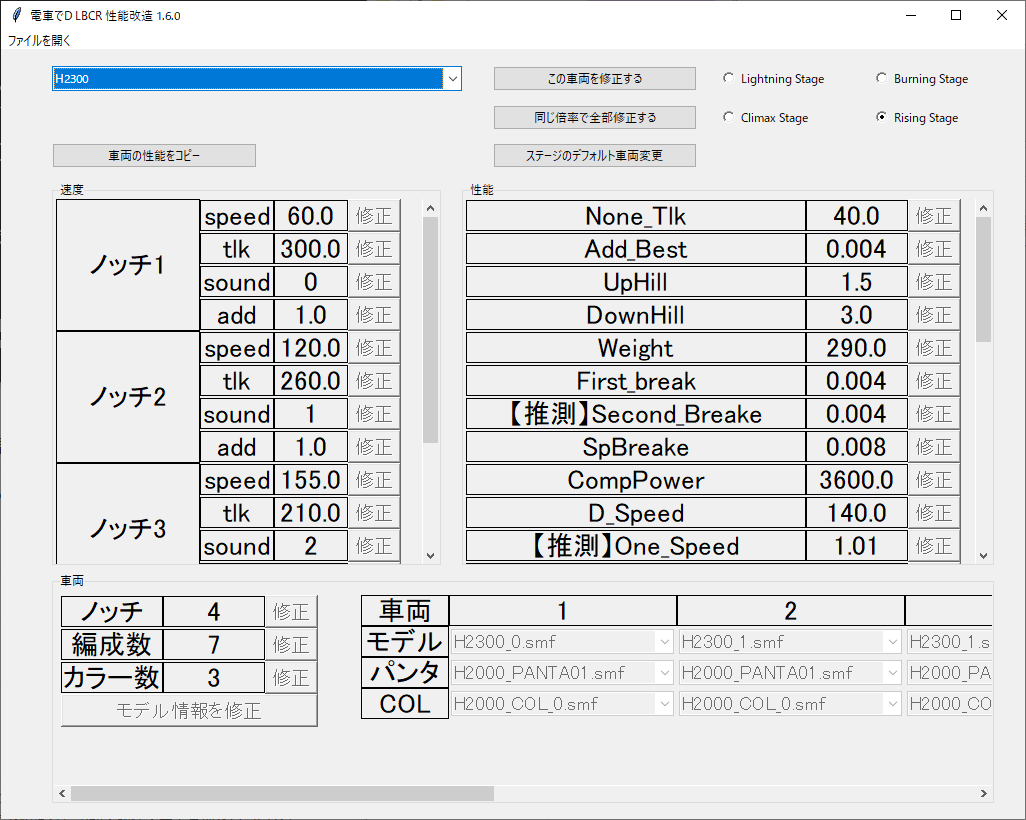 電車でD LBCR 性能改造 1.6.0
ファイルを開く
H2300
この車両を修正する
Lightning Stage
Burning Stage
同じ倍率で全部修正する
Climax Stage
Rising Stage
車両の性能をコピー
ステージのデフォルト車両変更
速度
ノッチ1
speed 60.0 修正
tlk 300.0 修正
sound 0 修正
add 1.0 修正
ノッチ2
speed 120.0 修正
tlk 260.0 修正
sound 1 修正
add 1.0 修正
ノッチ3
speed 155.0 修正
tlk 210.0 修正
sound 2 修正
性能
None_Tlk 40.0 修正
Add_Best 0.004 修正
UpHill 1.5 修正
DownHill 3.0 修正
Weight 290.0 修正
First_break 0.004 修正
【推測】Second_Breake 0.004 修正
SpBreake 0.008 修正
CompPower 3600.0 修正
D_Speed 140.0 修正
【推測】One_Speed 1.01 修正
車両
ノッチ 4 修正
編成数 7 修正
カラー数 3 修正
モデル情報を修正
車両 1 2
モデル H2300_0.smf H2300_1.smf H2300_1.s
パンタ H2000_PANTA01.smf H2000_PANTA01.smf H2000_PA
COL H2000_COL_0.smf H2000_COL_0.smf H2000_CO